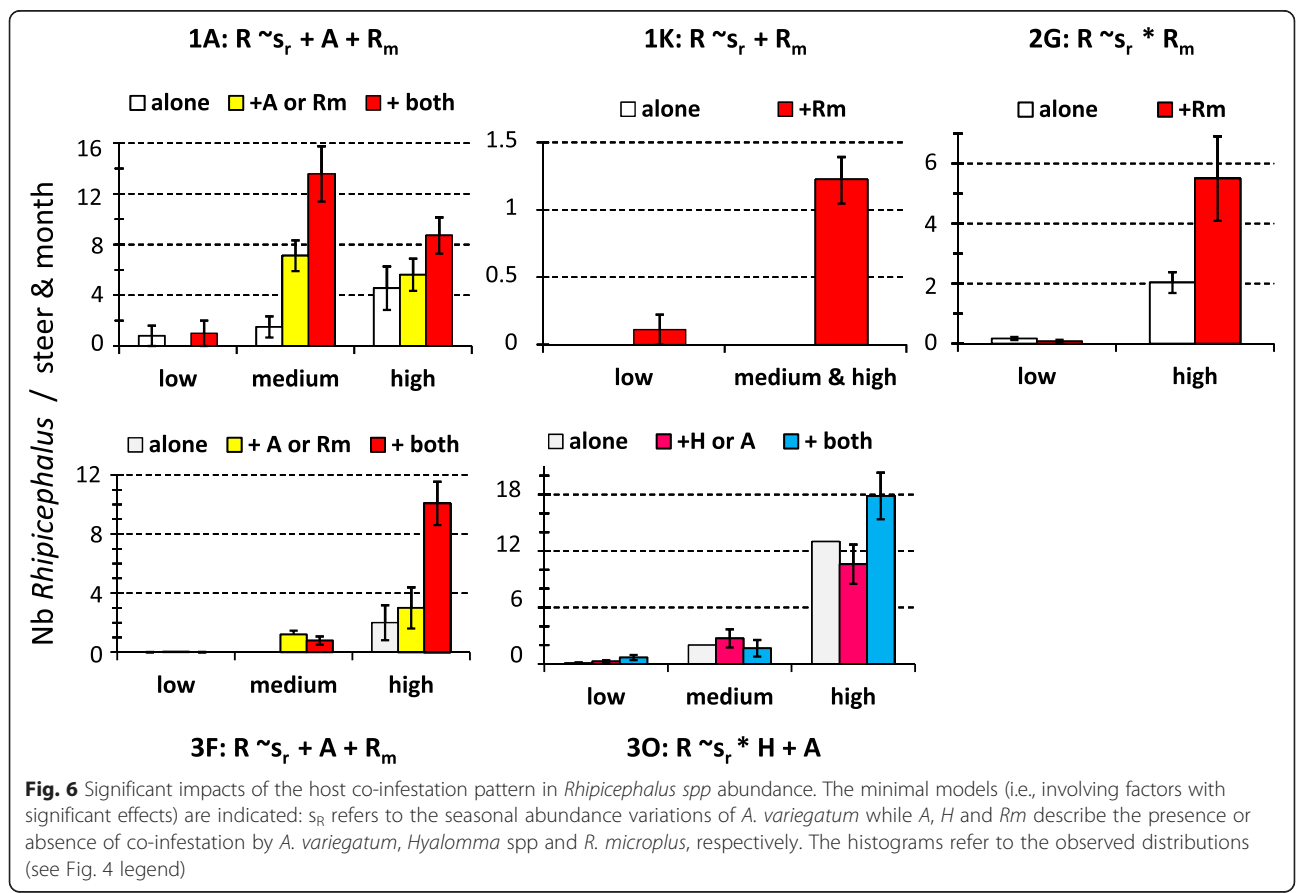 1A: R ~sr + A + Rm
1K: R ~sr + Rm
2G: R ~sr * Rm
alone +A or Rm + both
alone +Rm
alone +Rm
Nb Rhipicephalus / steer & month
16
12
8
4
0
low medium high
1.5
1
0.5
0
low medium & high
6
4
2
0
low high
alone + A or Rm + both
alone +H or A + both
12
8
4
0
low medium high
18
12
6
0
low medium high
3F: R ~sr + A + Rm
3O: R ~sr * H + A
Fig. 6 Significant impacts of the host co-infestation pattern in Rhipicephalus spp abundance. The minimal models (i.e., involving factors with
significant effects) are indicated: sR refers to the seasonal abundance variations of A. variegatum while A, H and Rm describe the presence or
absence of co-infestation by A. variegatum, Hyalomma spp and R. microplus, respectively. The histograms refer to the observed distributions
(see Fig. 4 legend)